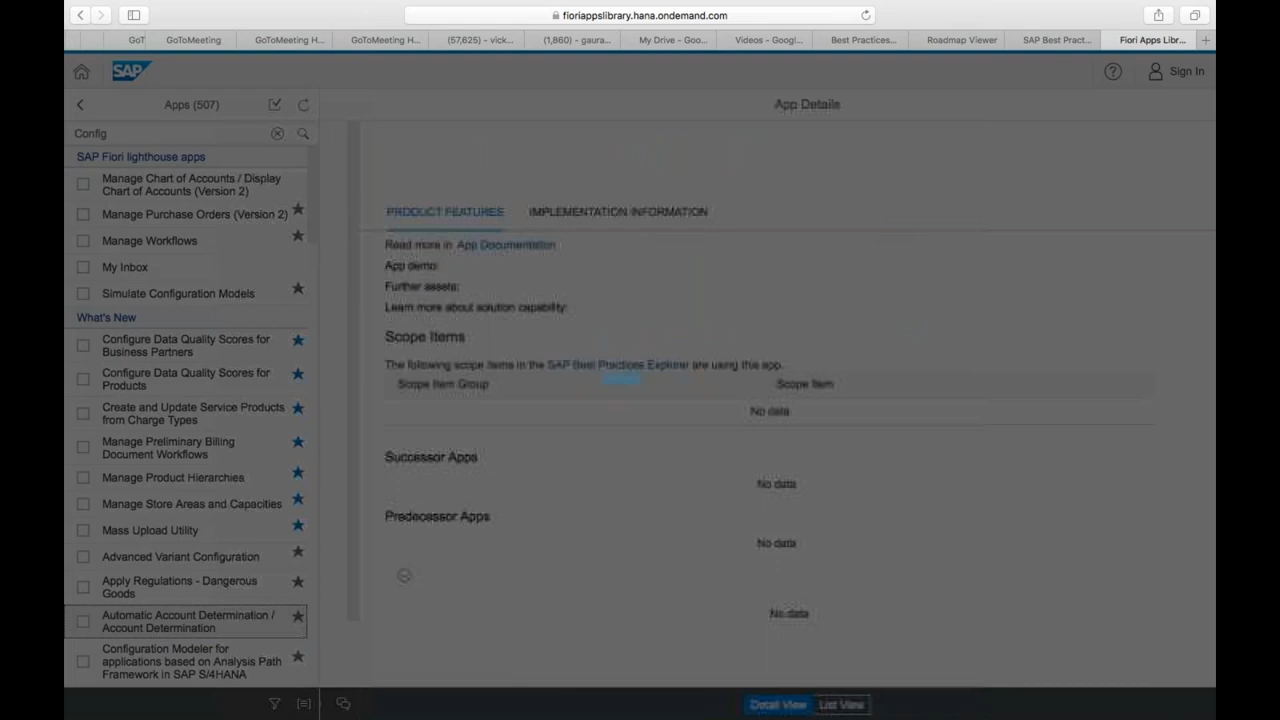 fioriappslibrary.hana.ondemand.com
GoT
GoToMeeting
GoToMeeting H...
GoToMeeting H...
(57,625) - vick...
(1,860) - gaura...
My Drive - Goo...
Videos - Googl...
Best Practices...
Roadmap Viewer
SAP Best Pract...
Fiori Apps Libr...
SAP
Sign In
Apps (507)
App Details
Config
SAP Fiori lighthouse apps
Manage Chart of Accounts / Display
Chart of Accounts (Version 2)
Manage Purchase Orders (Version 2)
Manage Workflows
My Inbox
Simulate Configuration Models
What's New
Configure Data Quality Scores for
Business Partners
Configure Data Quality Scores for
Products
Create and Update Service Products
from Charge Types
Manage Preliminary Billing
Document Workflows
Manage Product Hierarchies
Manage Store Areas and Capacities
Mass Upload Utility
Advanced Variant Configuration
Apply Regulations - Dangerous
Goods
Automatic Account Determination /
Account Determination
Configuration Modeler for
applications based on Analysis Path
Framework in SAP S/4HANA
PRODUCT FEATURES
IMPLEMENTATION INFORMATION
Read more in App Documentation
App demo:
Further assets:
Learn more about solution capability:
Scope Items
The following scope items in the SAP Best Practices Explorer are using this app.
Scope Item Group
Scope Item
No data
Successor Apps
No data
Predecessor Apps
No data
No data
Detail View
List View